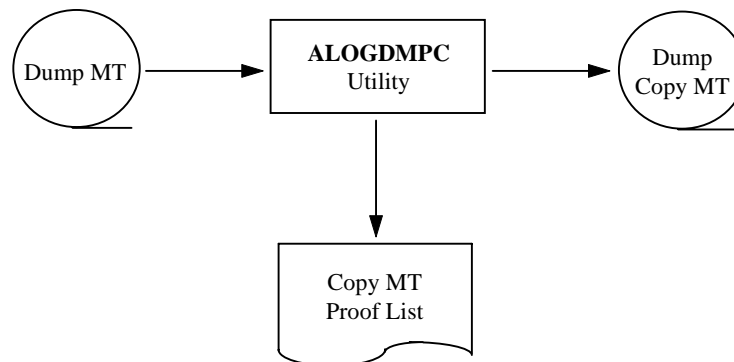 Dump MT
ALOGDMPC
Utility
Dump
Copy MT
Copy MT
Proof List